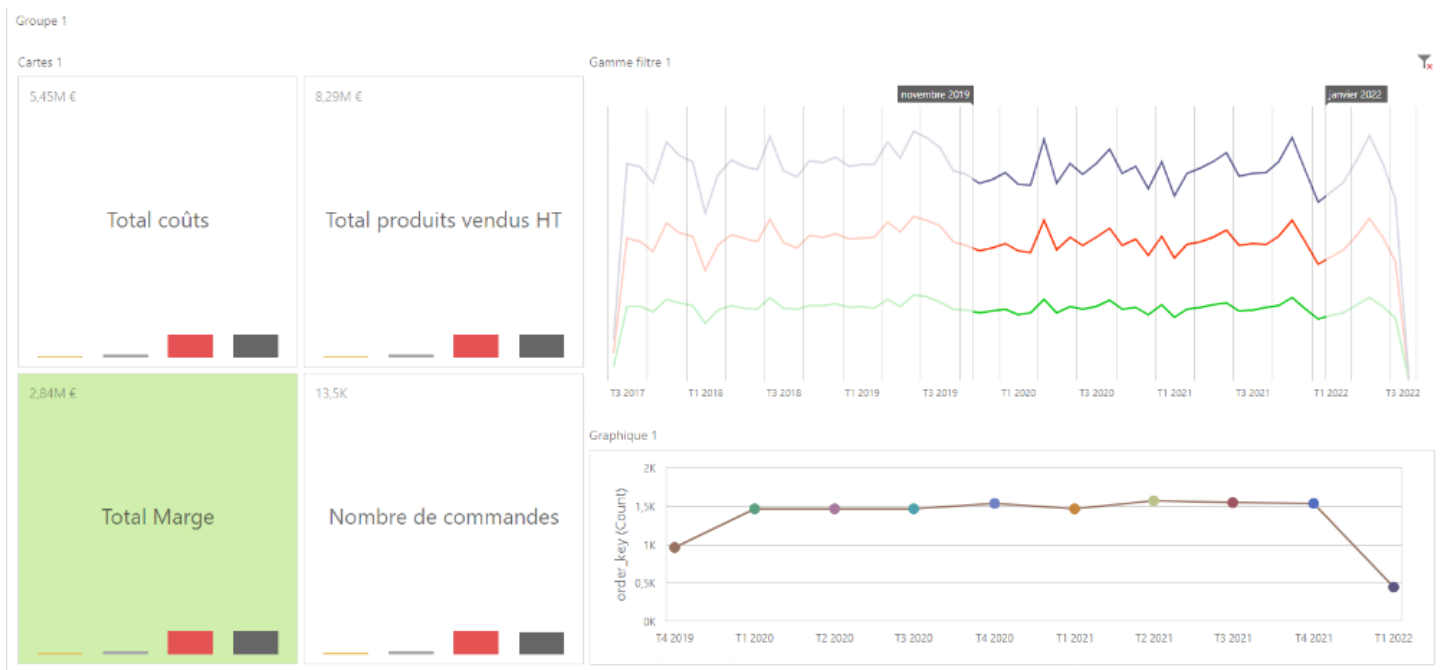 Groupe 1
Cartes 1
5,45M €
Total coûts
8,29M €
Total produits vendus HT
2,84M €
Total Marge
13,5K
Nombre de commandes
Gamme filtre 1
novembre 2019
janvier 2022
T3 2017 T1 2018 T3 2018 T1 2019 T3 2019 T1 2020 T3 2020 T1 2021 T3 2021 T1 2022 T3 2022
Graphique 1
order_key (Count)
2K
1,5K
1K
0,5K
0K
T4 2019 T1 2020 T2 2020 T3 2020 T4 2020 T1 2021 T2 2021 T3 2021 T4 2021 T1 2022